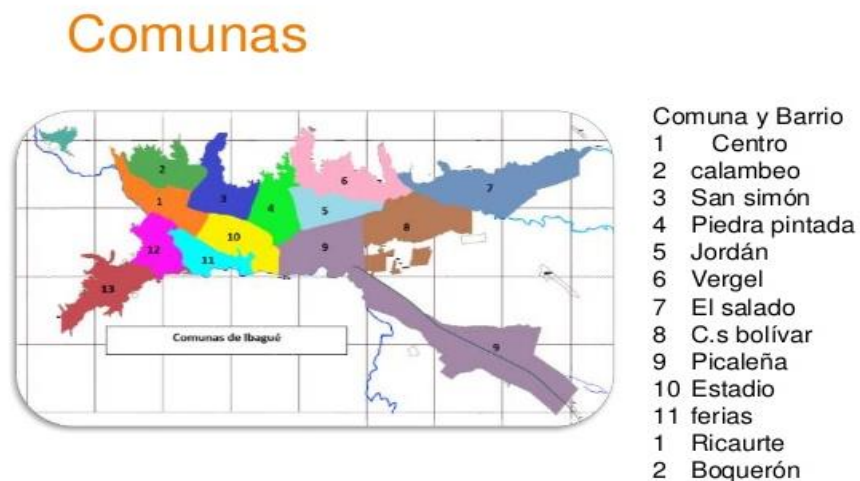 Comunas
2
1
3
4
6
5
7
8
9
10
12
11
13
9
Comunas de Ibagué
Comuna y Barrio
1 Centro
2 calambeo
3 San simón
4 Piedra pintada
5 Jordán
6 Vergel
7 El salado
8 C.s bolívar
9 Picaleña
10 Estadio
11 ferias
1 Ricaurte
2 Boquerón